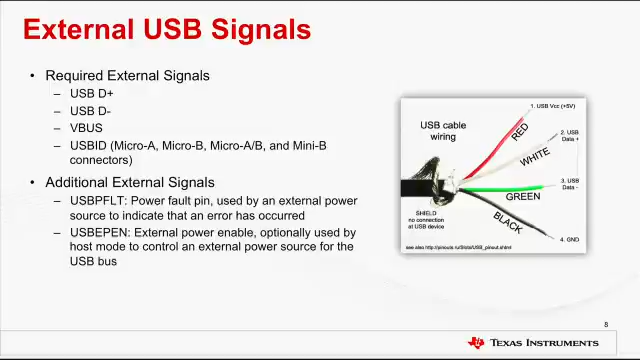 External USB Signals
• Required External Signals
– USB D+
– USB D-
– VBUS
– USBID (Micro-A, Micro-B, Micro-A/B, and Mini-B
connectors)
• Additional External Signals
– USBPFLT: Power fault pin, used by an external power
source to indicate that an error has occurred
– USBEPEN: External power enable, optionally used by
host mode to control an external power source for the
USB bus
USB cable
wiring
1. USB Vcc (+5V)
RED
2. USB
Data +
WHITE
3. USB
Data -
GREEN
BLACK
SHIELD
no connection
at USB device
4. GND
see also http://pinouts.ru/Slots/USB_pinout.shtml
8
TEXAS INSTRUMENTS